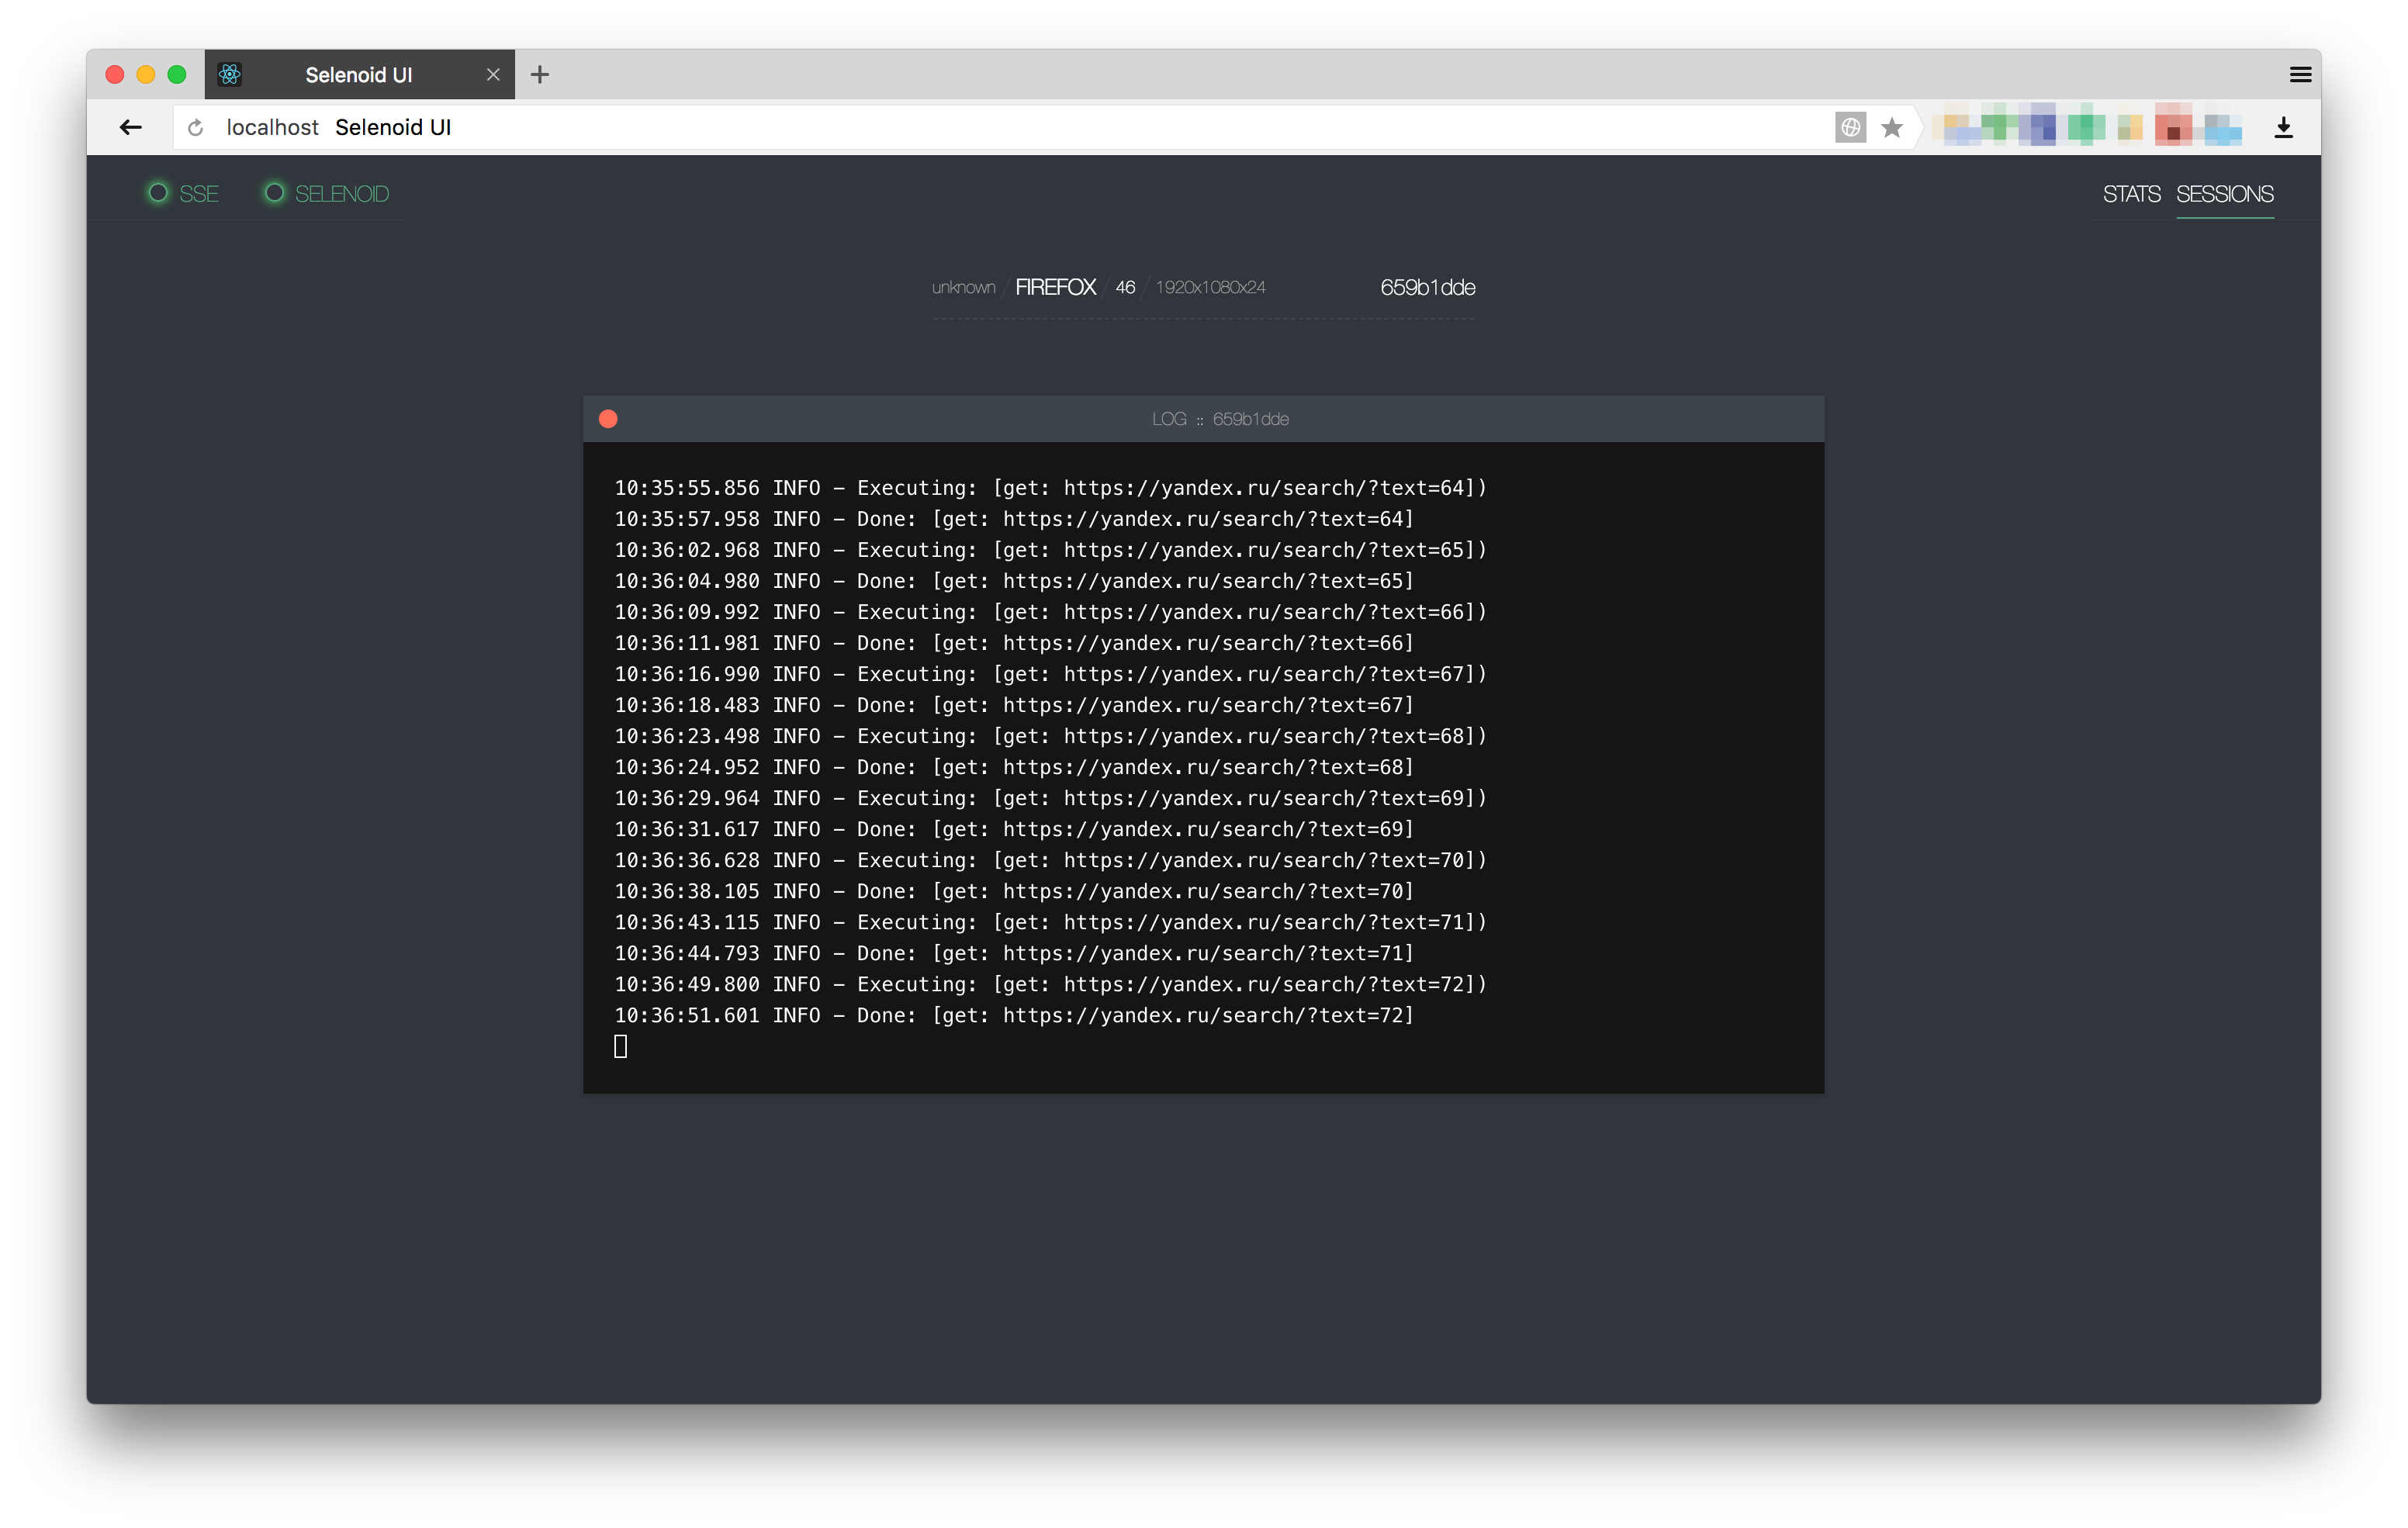 Selenoid UI
localhost Selenoid UI
SSE SELENOID STATS SESSIONS
unknown / FIREFOX / 46 / 1920x1080x24 659b1dde
LOG :: 659b1dde
10:35:55.856 INFO – Executing: [get: https://yandex.ru/search/?text=64])
10:35:57.958 INFO – Done: [get: https://yandex.ru/search/?text=64]
10:36:02.968 INFO – Executing: [get: https://yandex.ru/search/?text=65])
10:36:04.980 INFO – Done: [get: https://yandex.ru/search/?text=65]
10:36:09.992 INFO – Executing: [get: https://yandex.ru/search/?text=66])
10:36:11.981 INFO – Done: [get: https://yandex.ru/search/?text=66]
10:36:16.990 INFO – Executing: [get: https://yandex.ru/search/?text=67])
10:36:18.483 INFO – Done: [get: https://yandex.ru/search/?text=67]
10:36:23.498 INFO – Executing: [get: https://yandex.ru/search/?text=68])
10:36:24.952 INFO – Done: [get: https://yandex.ru/search/?text=68]
10:36:29.964 INFO – Executing: [get: https://yandex.ru/search/?text=69])
10:36:31.617 INFO – Done: [get: https://yandex.ru/search/?text=69]
10:36:36.628 INFO – Executing: [get: https://yandex.ru/search/?text=70])
10:36:38.105 INFO – Done: [get: https://yandex.ru/search/?text=70]
10:36:43.115 INFO – Executing: [get: https://yandex.ru/search/?text=71])
10:36:44.793 INFO – Done: [get: https://yandex.ru/search/?text=71]
10:36:49.800 INFO – Executing: [get: https://yandex.ru/search/?text=72])
10:36:51.601 INFO – Done: [get: https://yandex.ru/search/?text=72]